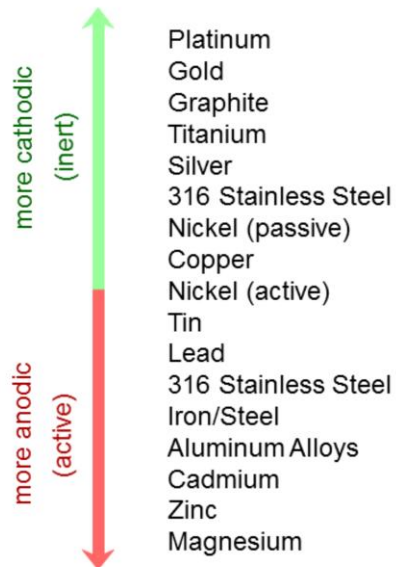 more cathodic
(inert)
more anodic
(active)
Platinum
Gold
Graphite
Titanium
Silver
316 Stainless Steel
Nickel (passive)
Copper
Nickel (active)
Tin
Lead
316 Stainless Steel
Iron/Steel
Aluminum Alloys
Cadmium
Zinc
Magnesium